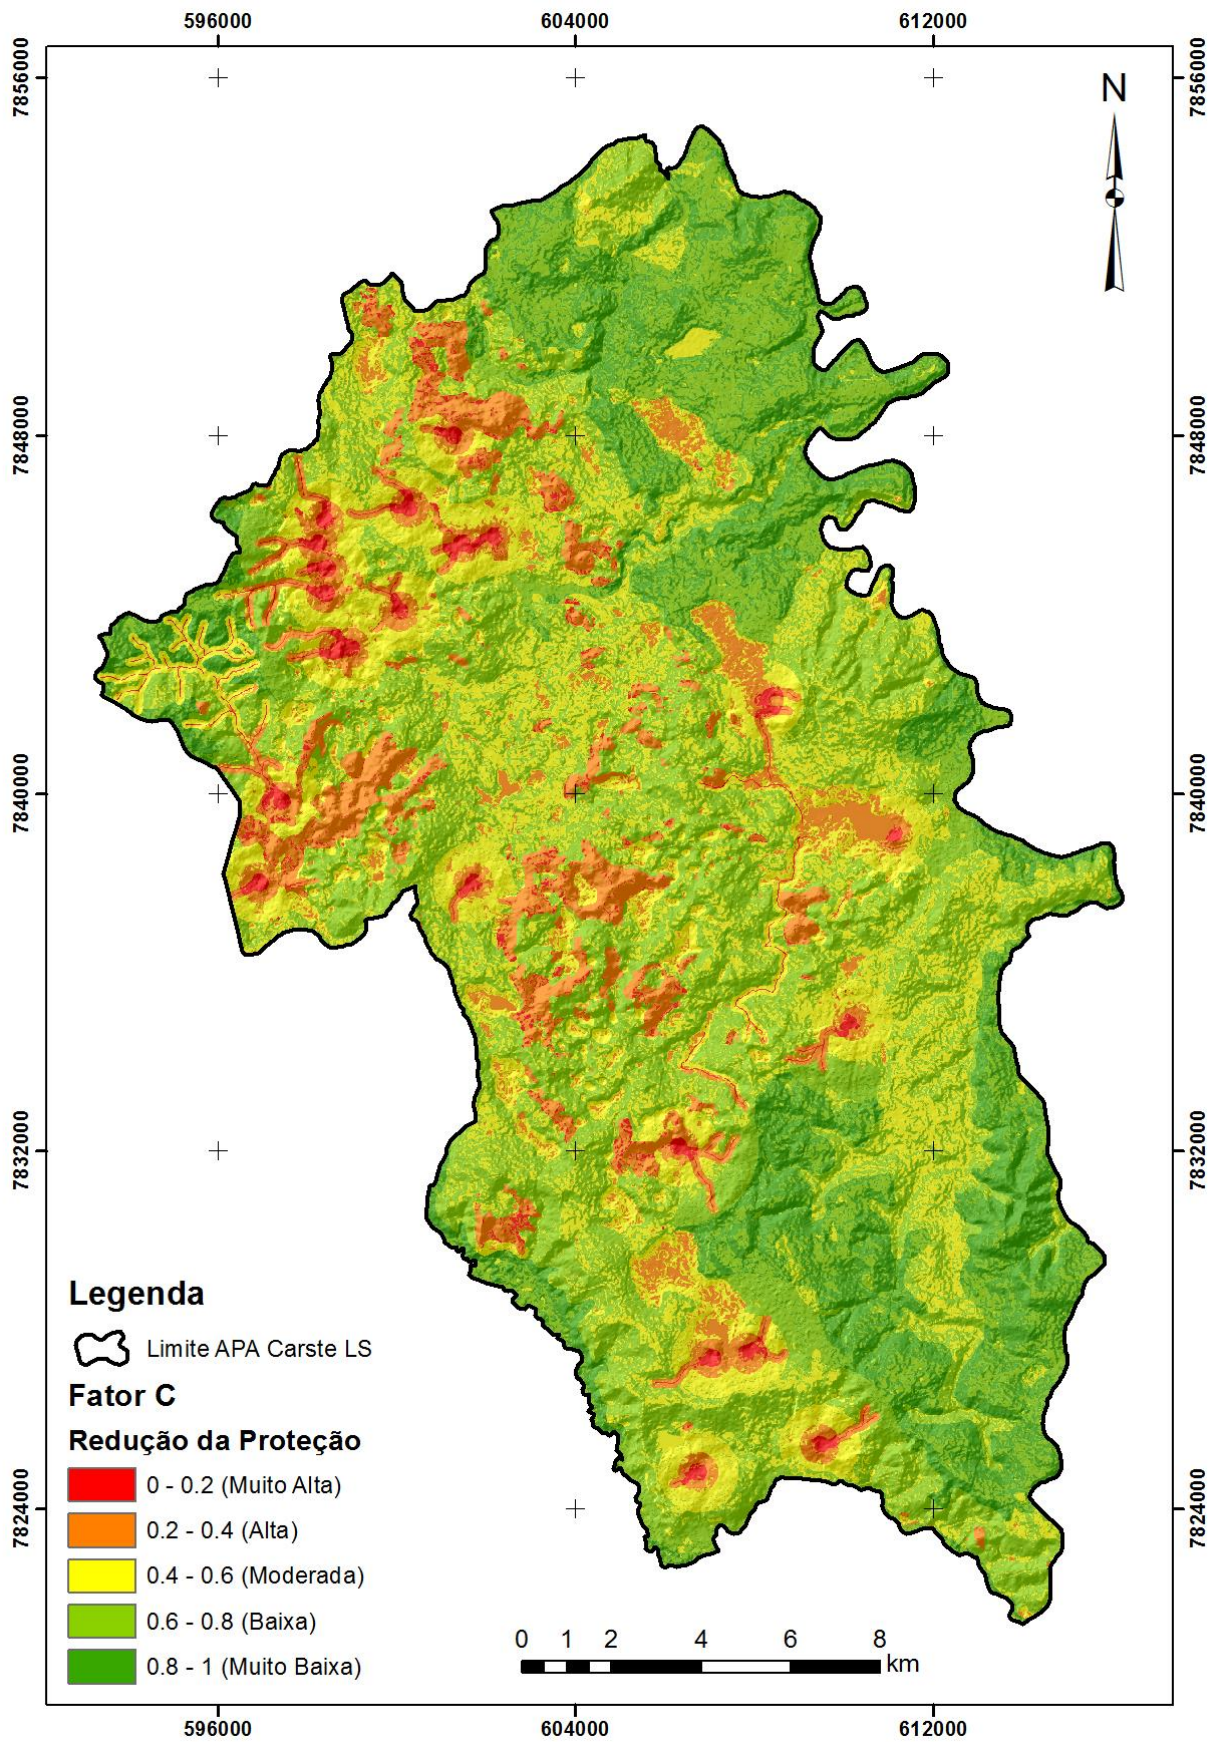 596000 604000 612000
7856000 7856000
N
7848000 7848000
7840000 7840000
7832000 7832000
7824000 7824000
Legenda
Limite APA Carste LS
Fator C
Redução da Proteção
0 - 0.2 (Muito Alta)
0.2 - 0.4 (Alta)
0.4 - 0.6 (Moderada)
0.6 - 0.8 (Baixa)
0.8 - 1 (Muito Baixa)
0 1 2 4 6 8
km
596000 604000 612000